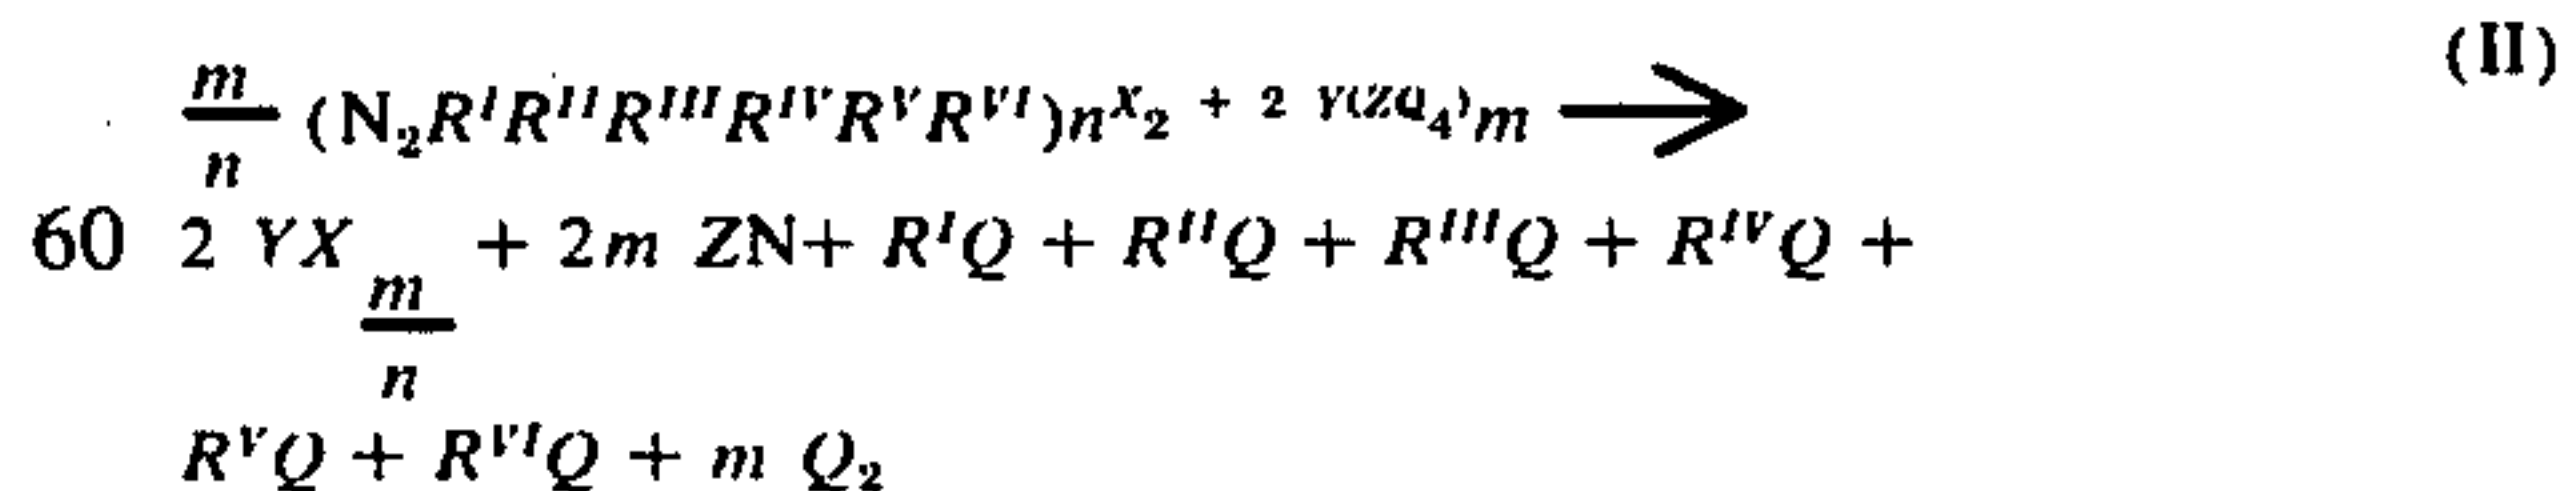 (II)
m/n (N₂RᴵRᴵᴵRᴵᴵᴵRᴵⱽRⱽRⱽᴵ)nˣ₂ + 2 Y(ZQ₄)m ⟶
60 2 YX m/n + 2m ZN+ RᴵQ + RᴵᴵQ + RᴵᴵᴵQ + RᴵⱽQ +
RⱽQ + RⱽᴵQ + m Q₂